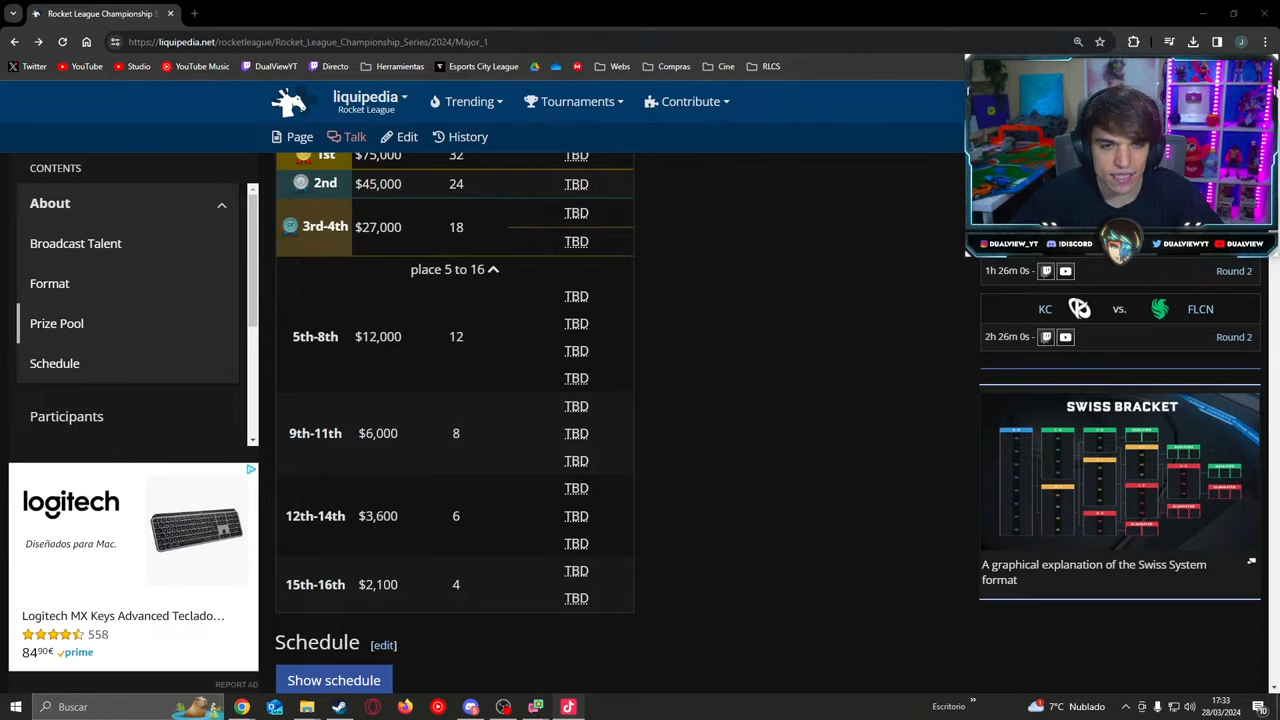 Rocket League Championship S
https://liquipedia.net/rocketleague/Rocket_League_Championship_Series/2024/Major_1
J
Twitter
YouTube
Studio
YouTube Music
DualViewYT
Directo
Herramientas
Esports City League
Webs
Compras
Cine
RLCS
liquipedia
Rocket League
Trending
Tournaments
Contribute
Page
Talk
Edit
History
CONTENTS
About
Broadcast Talent
Format
Prize Pool
Schedule
Participants
1st $75,000 32 TBD
2nd $45,000 24 TBD
3rd-4th $27,000 18 TBD
TBD
place 5 to 16
5th-8th $12,000 12 TBD
TBD
TBD
TBD
9th-11th $6,000 8 TBD
TBD
TBD
12th-14th $3,600 6 TBD
TBD
TBD
15th-16th $2,100 4 TBD
TBD
Schedule [edit]
Show schedule
DUALVIEW_YT
!DISCORD
DUALVIEWYT
DUALVIEW
1h 26m 0s - Round 2
KC vs. FLCN
2h 26m 0s - Round 2
SWISS BRACKET
A graphical explanation of the Swiss System
format
logitech
Diseñados para Mac.
Logitech MX Keys Advanced Teclado…
558
84,90€ prime
REPORT AD
Buscar
Escritorio
»
7°C Nublado
17:33
28/03/2024